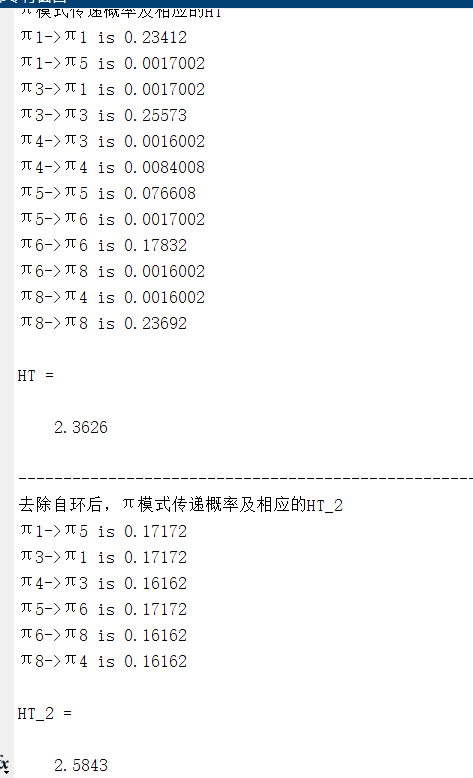 π模式传递概率及相应的HT
π1->π1 is 0.23412
π1->π5 is 0.0017002
π3->π1 is 0.0017002
π3->π3 is 0.25573
π4->π3 is 0.0016002
π4->π4 is 0.0084008
π5->π5 is 0.076608
π5->π6 is 0.0017002
π6->π6 is 0.17832
π6->π8 is 0.0016002
π8->π4 is 0.0016002
π8->π8 is 0.23692
HT =
2.3626
--------------------------------------------------
去除自环后，π模式传递概率及相应的HT_2
π1->π5 is 0.17172
π3->π1 is 0.17172
π4->π3 is 0.16162
π5->π6 is 0.17172
π6->π8 is 0.16162
π8->π4 is 0.16162
HT_2 =
2.5843